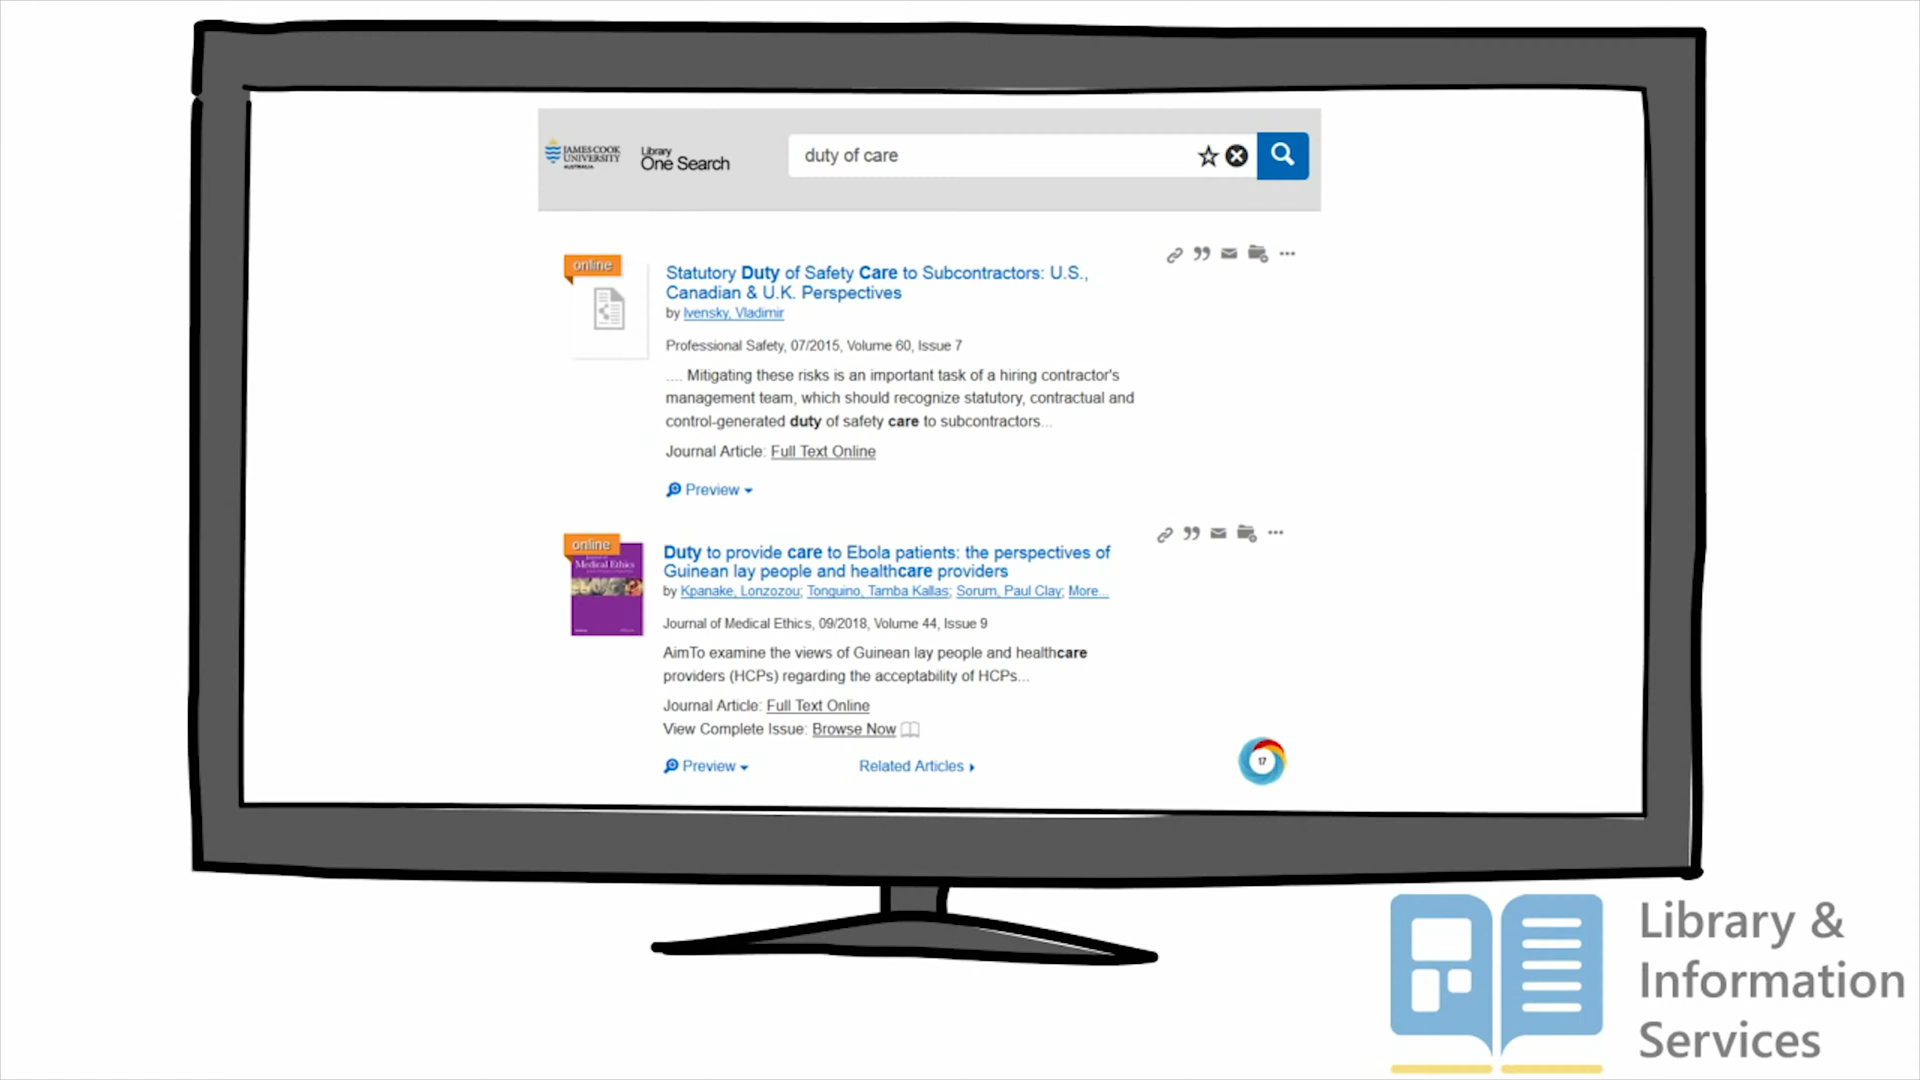 JAMES COOK
UNIVERSITY
AUSTRALIA
Library
One Search
duty of care
online
Statutory Duty of Safety Care to Subcontractors: U.S.,
Canadian & U.K. Perspectives
by Ivensky, Vladimir
Professional Safety, 07/2015, Volume 60, Issue 7
.... Mitigating these risks is an important task of a hiring contractor's
management team, which should recognize statutory, contractual and
control-generated duty of safety care to subcontractors...
Journal Article: Full Text Online
Preview
online
Medical Ethics
Duty to provide care to Ebola patients: the perspectives of
Guinean lay people and healthcare providers
by Kpanake, Lonzozou; Tonguino, Tamba Kallas; Sorum, Paul Clay; More...
Journal of Medical Ethics, 09/2018, Volume 44, Issue 9
AimTo examine the views of Guinean lay people and healthcare
providers (HCPs) regarding the acceptability of HCPs...
Journal Article: Full Text Online
View Complete Issue: Browse Now
Preview
Related Articles
17
Library &
Information
Services